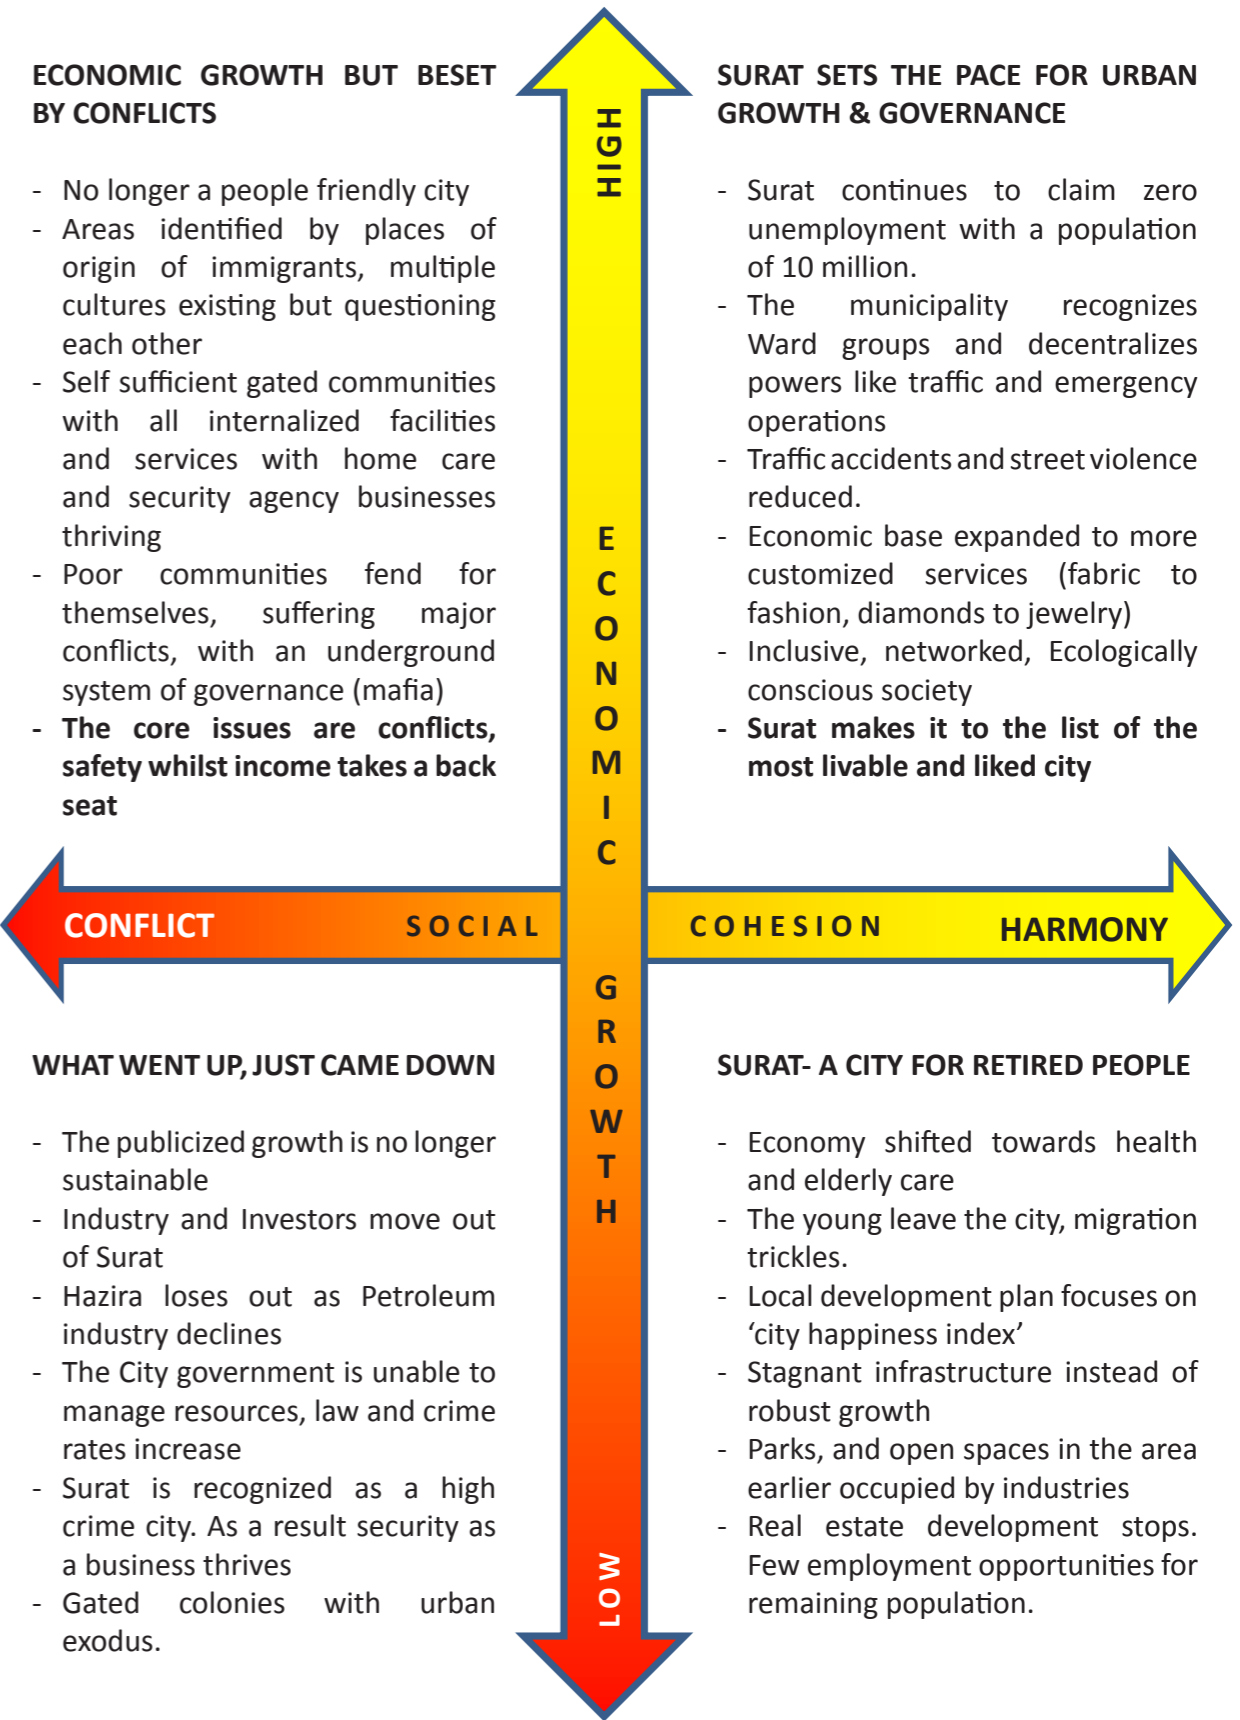 ECONOMIC GROWTH BUT BESET
BY CONFLICTS
- No longer a people friendly city
- Areas identified by places of
origin of immigrants, multiple
cultures existing but questioning
each other
- Self sufficient gated communities
with all internalized facilities
and services with home care
and security agency businesses
thriving
- Poor communities fend for
themselves, suffering major
conflicts, with an underground
system of governance (mafia)
- The core issues are conflicts,
safety whilst income takes a back
seat
SURAT SETS THE PACE FOR URBAN
GROWTH & GOVERNANCE
- Surat continues to claim zero
unemployment with a population
of 10 million.
- The municipality recognizes
Ward groups and decentralizes
powers like traffic and emergency
operations
- Traffic accidents and street violence
reduced.
- Economic base expanded to more
customized services (fabric to
fashion, diamonds to jewelry)
- Inclusive, networked, Ecologically
conscious society
- Surat makes it to the list of the
most livable and liked city
HIGH
ECONOMIC GROWTH
LOW
CONFLICT
SOCIAL COHESION
HARMONY
WHAT WENT UP, JUST CAME DOWN
- The publicized growth is no longer
sustainable
- Industry and Investors move out
of Surat
- Hazira loses out as Petroleum
industry declines
- The City government is unable to
manage resources, law and crime
rates increase
- Surat is recognized as a high
crime city. As a result security as
a business thrives
- Gated colonies with urban
exodus.
SURAT- A CITY FOR RETIRED PEOPLE
- Economy shifted towards health
and elderly care
- The young leave the city, migration
trickles.
- Local development plan focuses on
‘city happiness index’
- Stagnant infrastructure instead of
robust growth
- Parks, and open spaces in the area
earlier occupied by industries
- Real estate development stops.
Few employment opportunities for
remaining population.